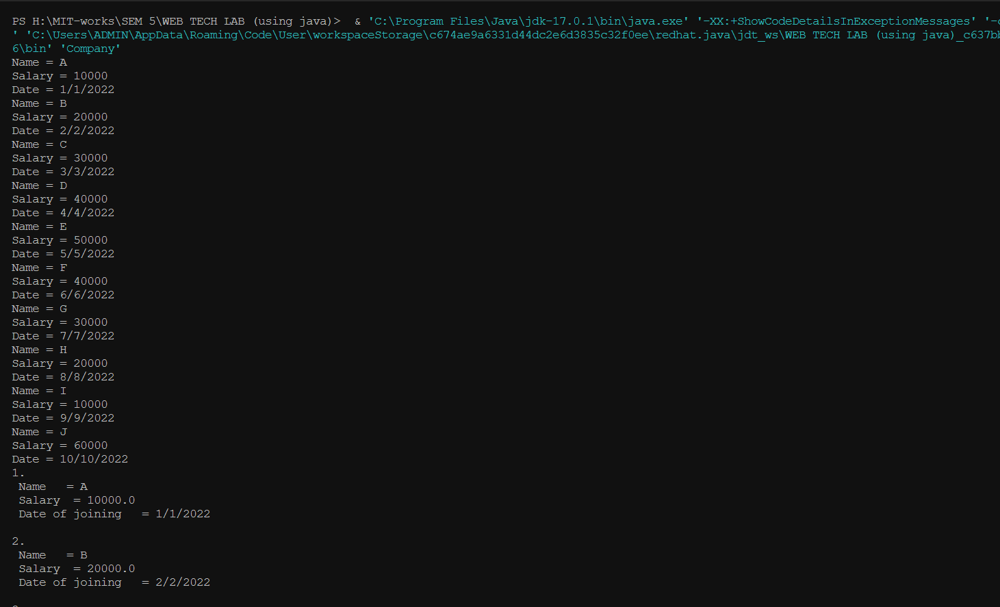 PS H:\MIT-works\SEM 5\WEB TECH LAB (using java)>  & 'C:\Program Files\Java\jdk-17.0.1\bin\java.exe' '-XX:+ShowCodeDetailsInExceptionMessages' '-c
' 'C:\Users\ADMIN\AppData\Roaming\Code\User\workspaceStorage\c674ae9a6331d44dc2e6d3835c32f0ee\redhat.java\jdt_ws\WEB TECH LAB (using java)_c637bb
6\bin' 'Company'
Name = A
Salary = 10000
Date = 1/1/2022
Name = B
Salary = 20000
Date = 2/2/2022
Name = C
Salary = 30000
Date = 3/3/2022
Name = D
Salary = 40000
Date = 4/4/2022
Name = E
Salary = 50000
Date = 5/5/2022
Name = F
Salary = 40000
Date = 6/6/2022
Name = G
Salary = 30000
Date = 7/7/2022
Name = H
Salary = 20000
Date = 8/8/2022
Name = I
Salary = 10000
Date = 9/9/2022
Name = J
Salary = 60000
Date = 10/10/2022
1.
 Name   = A
 Salary  = 10000.0
 Date of joining   = 1/1/2022
2.
 Name   = B
 Salary  = 20000.0
 Date of joining   = 2/2/2022